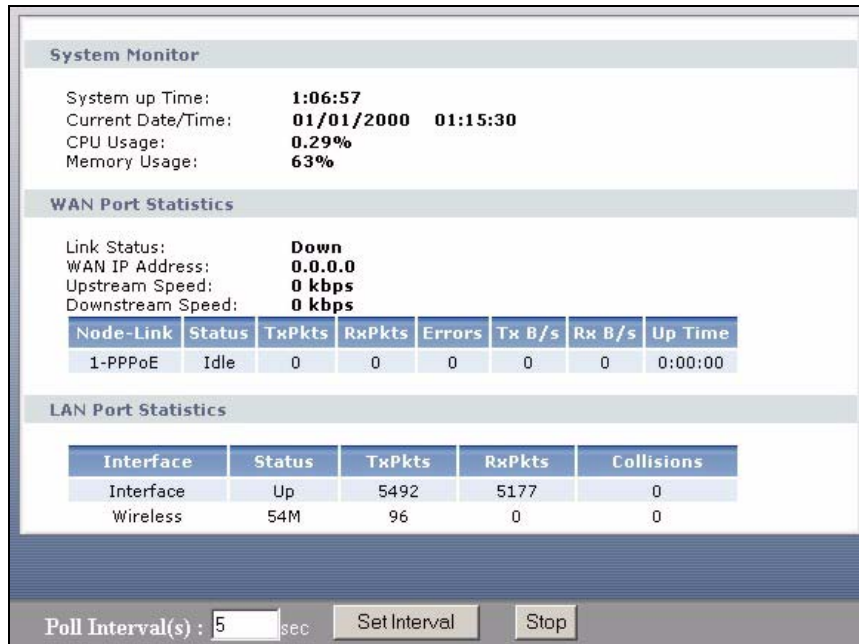 System Monitor
System up Time: 1:06:57
Current Date/Time: 01/01/2000 01:15:30
CPU Usage: 0.29%
Memory Usage: 63%
WAN Port Statistics
Link Status: Down
WAN IP Address: 0.0.0.0
Upstream Speed: 0 kbps
Downstream Speed: 0 kbps
Node-Link Status TxPkts RxPkts Errors Tx B/s Rx B/s Up Time
1-PPPoE Idle 0 0 0 0 0 0:00:00
LAN Port Statistics
Interface Status TxPkts RxPkts Collisions
Interface Up 5492 5177 0
Wireless 54M 96 0 0
Poll Interval(s) : 5 sec Set Interval Stop